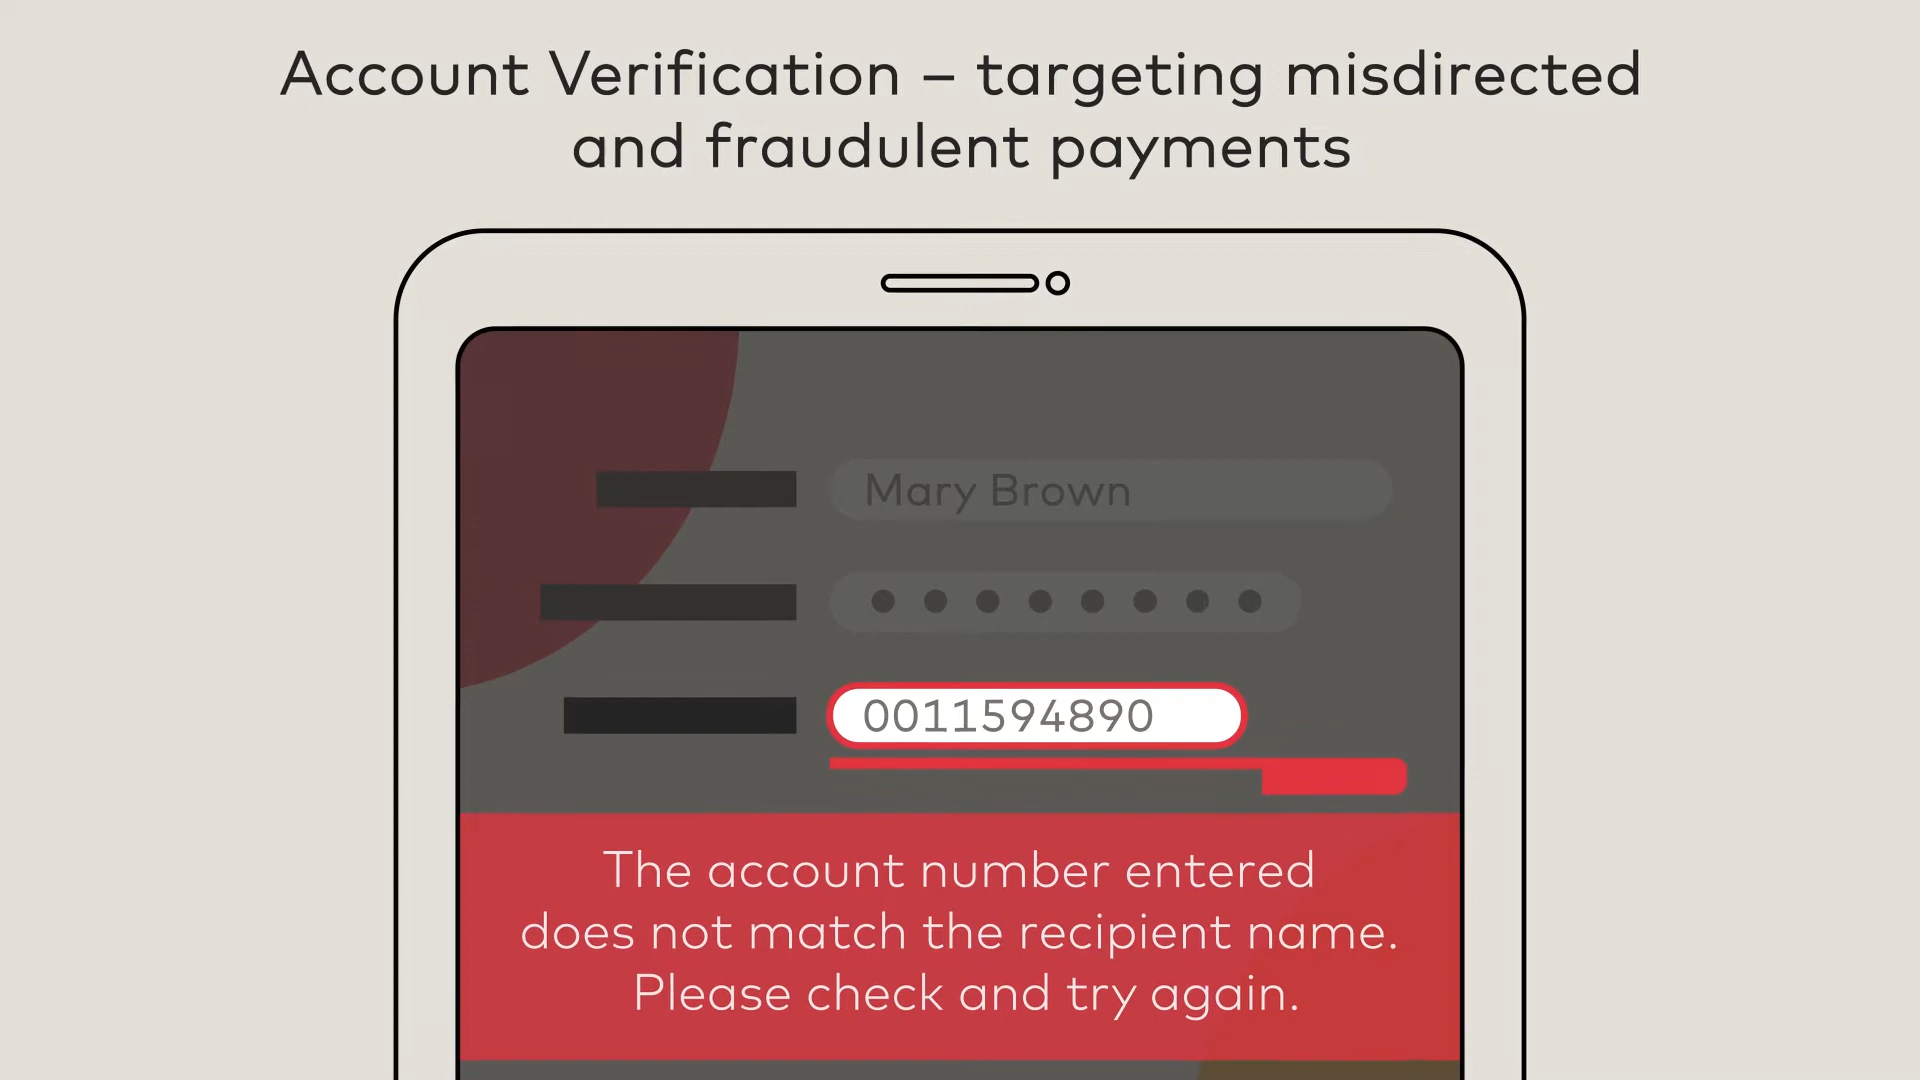 Account Verification – targeting misdirected
and fraudulent payments
Mary Brown
0011594890
The account number entered
does not match the recipient name.
Please check and try again.